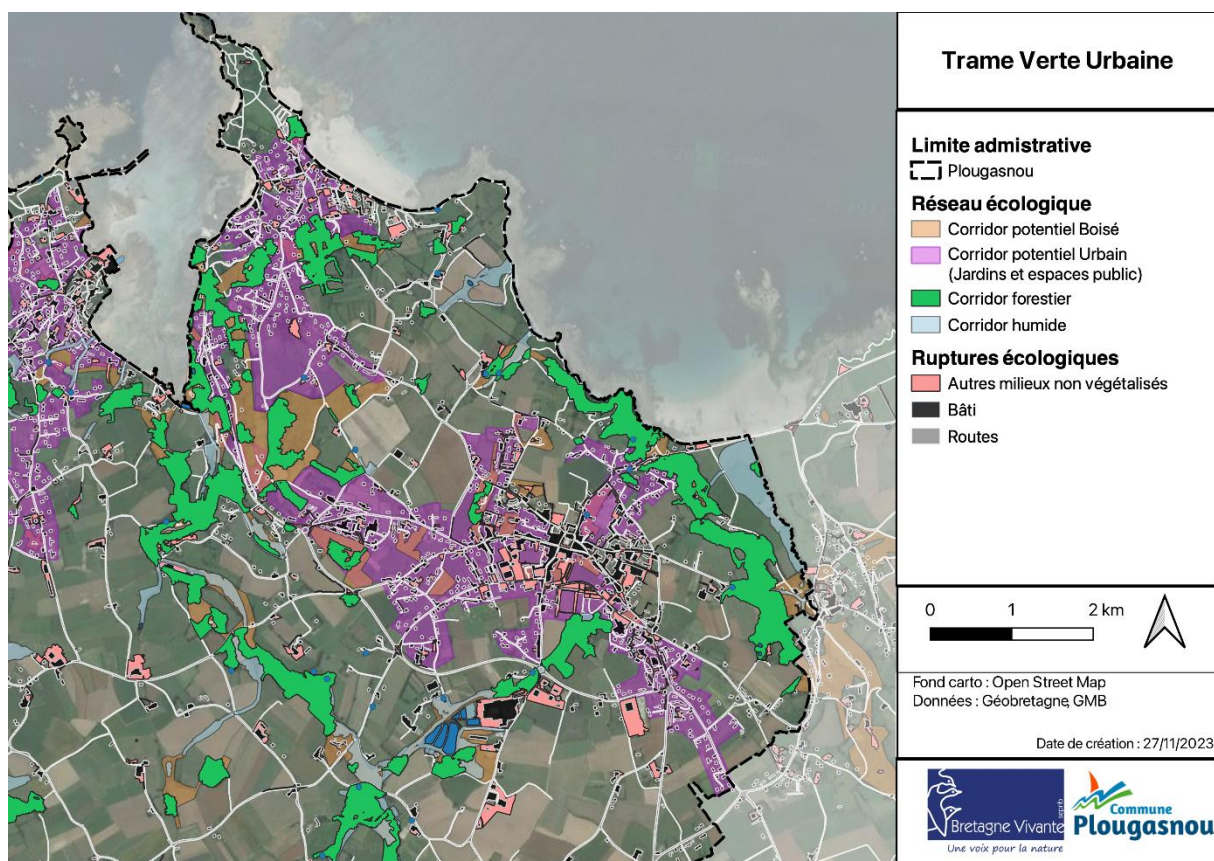 Trame Verte Urbaine
Limite admistrative
Plougasnou
Réseau écologique
Corridor potentiel Boisé
Corridor potentiel Urbain
(Jardins et espaces public)
Corridor forestier
Corridor humide
Ruptures écologiques
Autres milieux non végétalisés
Bâti
Routes
0 1 2 km
Fond carto : Open Street Map
Données : Géobretagne, GMB
Date de création : 27/11/2023
Bretagne Vivante
sepnb
Une voix pour la nature
Commune
Plougasnou